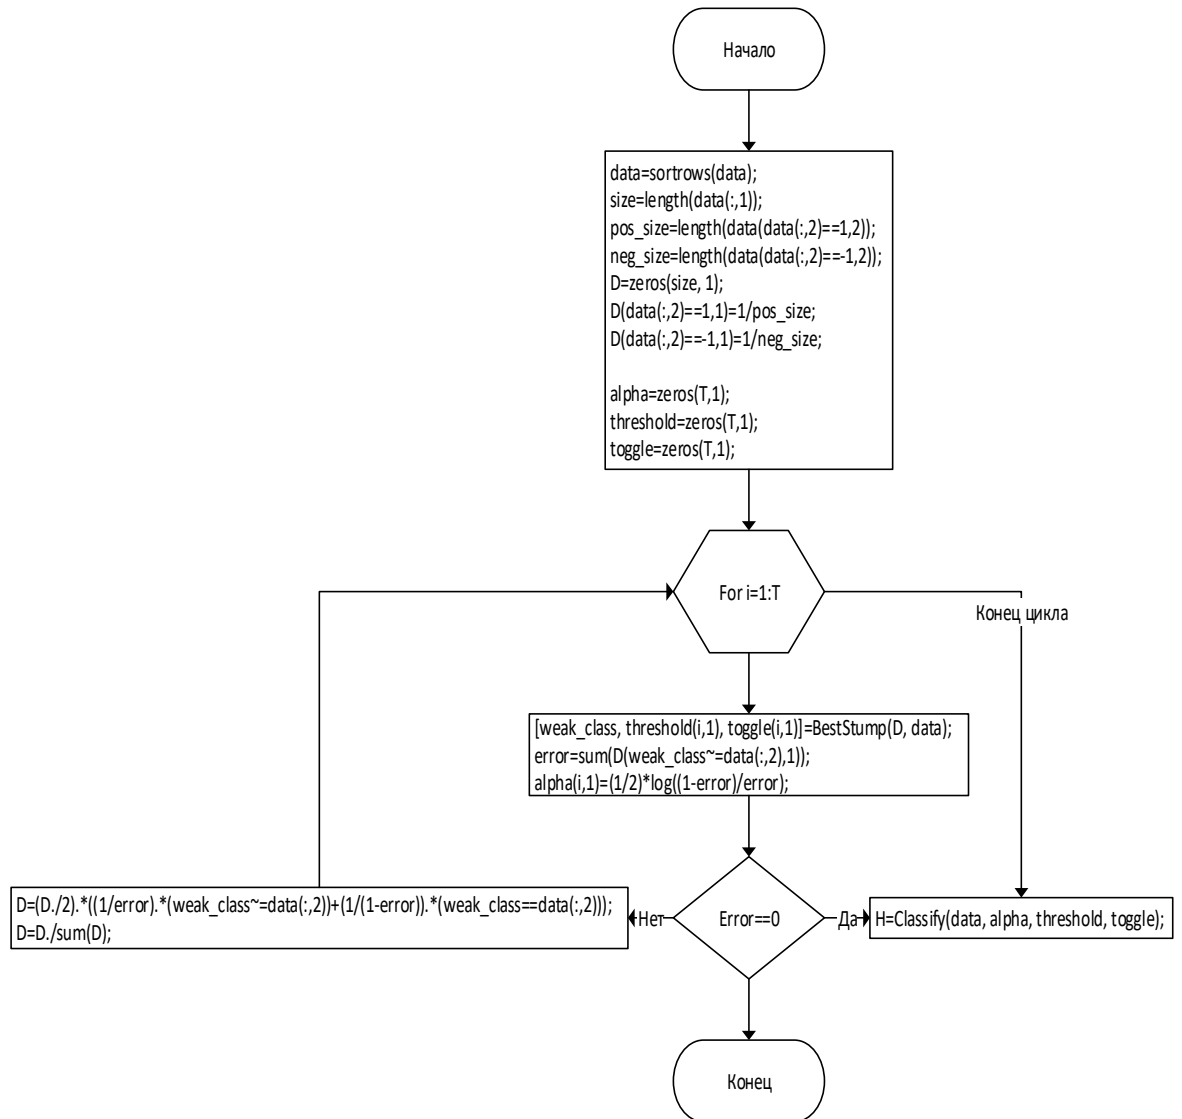 Начало
data=sortrows(data);
size=length(data(:,1));
pos_size=length(data(data(:,2)==1,2));
neg_size=length(data(data(:,2)==-1,2));
D=zeros(size, 1);
D(data(:,2)==1,1)=1/pos_size;
D(data(:,2)==-1,1)=1/neg_size;
alpha=zeros(T,1);
threshold=zeros(T,1);
toggle=zeros(T,1);
For i=1:T
Конец цикла
[weak_class, threshold(i,1), toggle(i,1)]=BestStump(D, data);
error=sum(D(weak_class~=data(:,2),1));
alpha(i,1)=(1/2)*log((1-error)/error);
D=(D./2).*((1/error).*(weak_class~=data(:,2))+(1/(1-error)).*(weak_class==data(:,2)));
D=D./sum(D);
Нет
Error==0
Да
H=Classify(data, alpha, threshold, toggle);
Конец